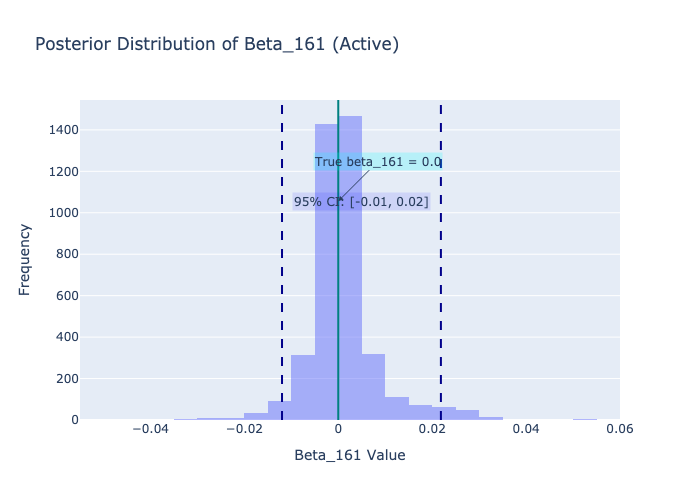 Posterior Distribution of Beta_161 (Active)
1400
1200
1000
800
600
400
200
0
Frequency
True beta_161 = 0.0
95% CI: [-0.01, 0.02]
−0.04
−0.02
0
0.02
0.04
0.06
Beta_161 Value